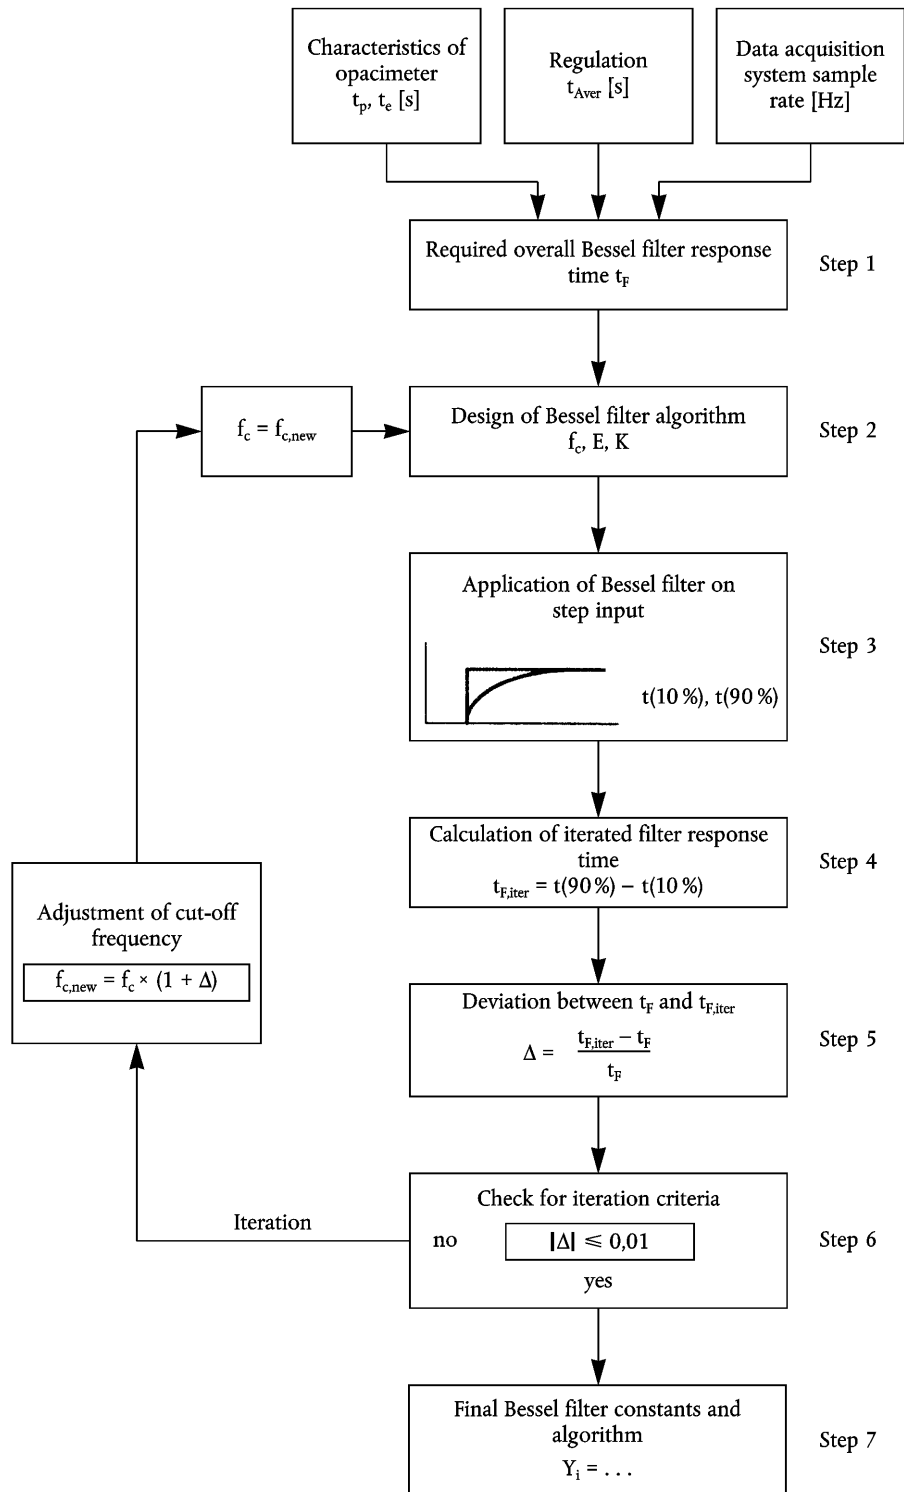 Characteristics of
opacimeter
tₚ, tₑ [s]
Regulation
t_Aver [s]
Data acquisition
system sample
rate [Hz]
Required overall Bessel filter response
time t_F
Step 1
f_c = f_c,new
Design of Bessel filter algorithm
f_c, E, K
Step 2
Application of Bessel filter on
step input
t(10 %), t(90 %)
Step 3
Calculation of iterated filter response
time
t_F,iter = t(90 %) − t(10 %)
Step 4
Adjustment of cut-off
frequency
f_c,new = f_c × (1 + Δ)
Deviation between t_F and t_F,iter
Δ = (t_F,iter − t_F) / t_F
Step 5
Check for iteration criteria
Iteration
no
|Δ| ⩽ 0,01
yes
Step 6
Final Bessel filter constants and
algorithm
Y_i = . . .
Step 7